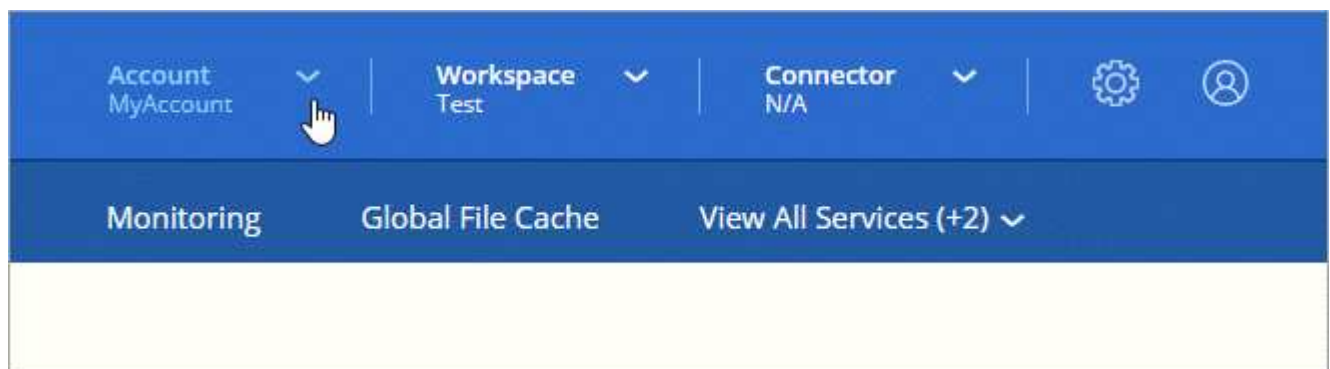 Account
MyAccount
Workspace
Test
Connector
N/A
Monitoring
Global File Cache
View All Services (+2)